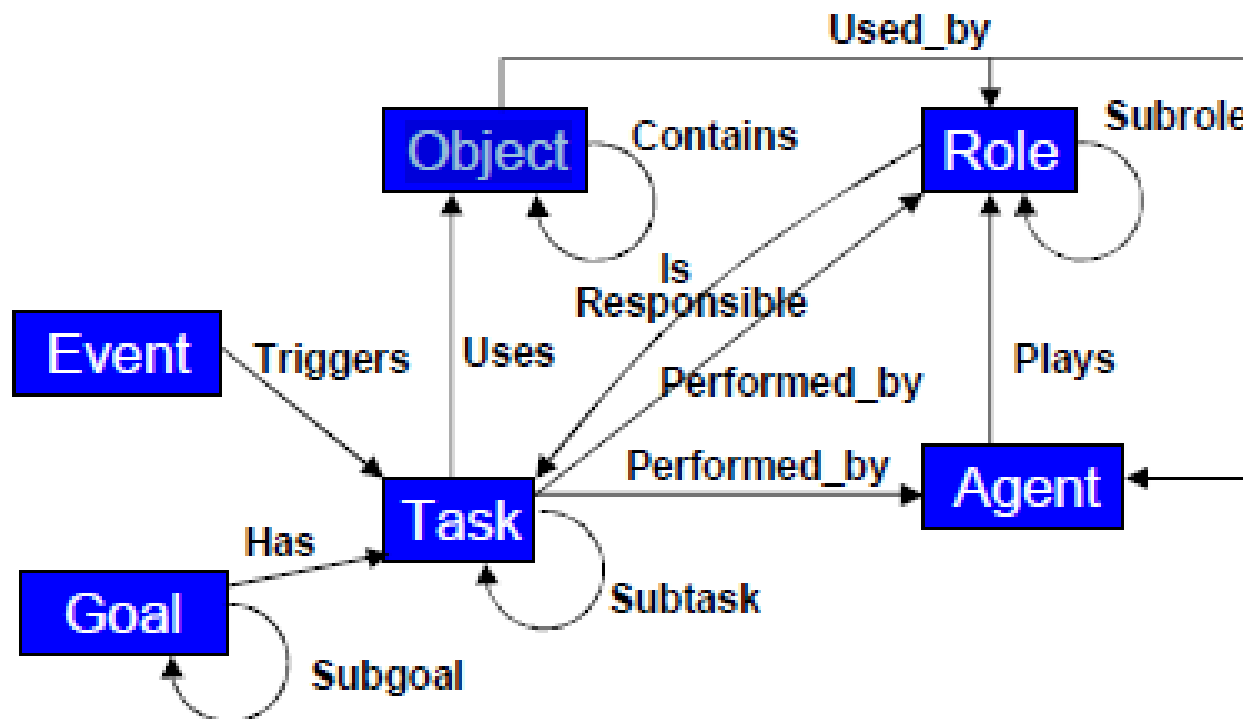 Used_by
Object
Contains
Role
Subrole
Is
Responsible
Event
Triggers
Uses
Performed_by
Plays
Performed_by
Agent
Task
Has
Subtask
Goal
Subgoal